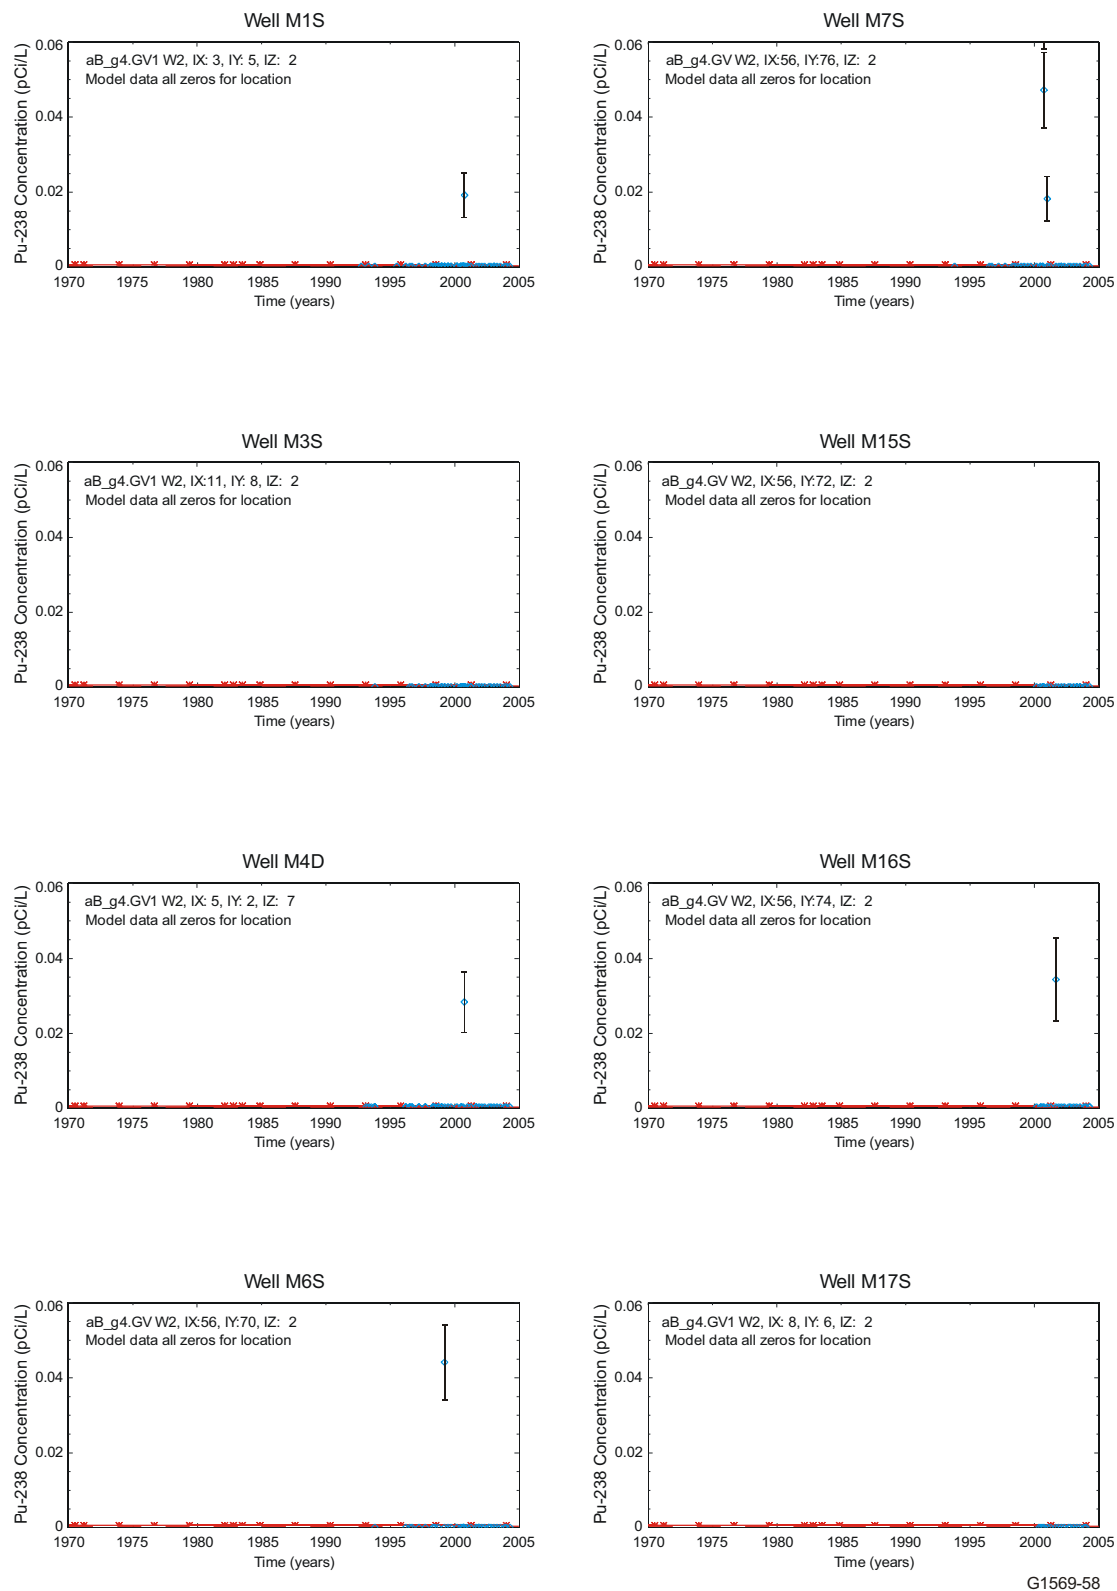 Well M1S
aB_g4.GV1 W2, IX: 3, IY: 5, IZ: 2
Model data all zeros for location
Pu-238 Concentration (pCi/L)
0.06
0.04
0.02
0
1970 1975 1980 1985 1990 1995 2000 2005
Time (years)
Well M7S
aB_g4.GV W2, IX:56, IY:76, IZ: 2
Model data all zeros for location
Pu-238 Concentration (pCi/L)
0.06
0.04
0.02
0
1970 1975 1980 1985 1990 1995 2000 2005
Time (years)
Well M3S
aB_g4.GV1 W2, IX:11, IY: 8, IZ: 2
Model data all zeros for location
Pu-238 Concentration (pCi/L)
0.06
0.04
0.02
0
1970 1975 1980 1985 1990 1995 2000 2005
Time (years)
Well M15S
aB_g4.GV W2, IX:56, IY:72, IZ: 2
Model data all zeros for location
Pu-238 Concentration (pCi/L)
0.06
0.04
0.02
0
1970 1975 1980 1985 1990 1995 2000 2005
Time (years)
Well M4D
aB_g4.GV1 W2, IX: 5, IY: 2, IZ: 7
Model data all zeros for location
Pu-238 Concentration (pCi/L)
0.06
0.04
0.02
0
1970 1975 1980 1985 1990 1995 2000 2005
Time (years)
Well M16S
aB_g4.GV W2, IX:56, IY:74, IZ: 2
Model data all zeros for location
Pu-238 Concentration (pCi/L)
0.06
0.04
0.02
0
1970 1975 1980 1985 1990 1995 2000 2005
Time (years)
Well M6S
aB_g4.GV W2, IX:56, IY:70, IZ: 2
Model data all zeros for location
Pu-238 Concentration (pCi/L)
0.06
0.04
0.02
0
1970 1975 1980 1985 1990 1995 2000 2005
Time (years)
Well M17S
aB_g4.GV1 W2, IX: 8, IY: 6, IZ: 2
Model data all zeros for location
Pu-238 Concentration (pCi/L)
0.06
0.04
0.02
0
1970 1975 1980 1985 1990 1995 2000 2005
Time (years)
G1569-58